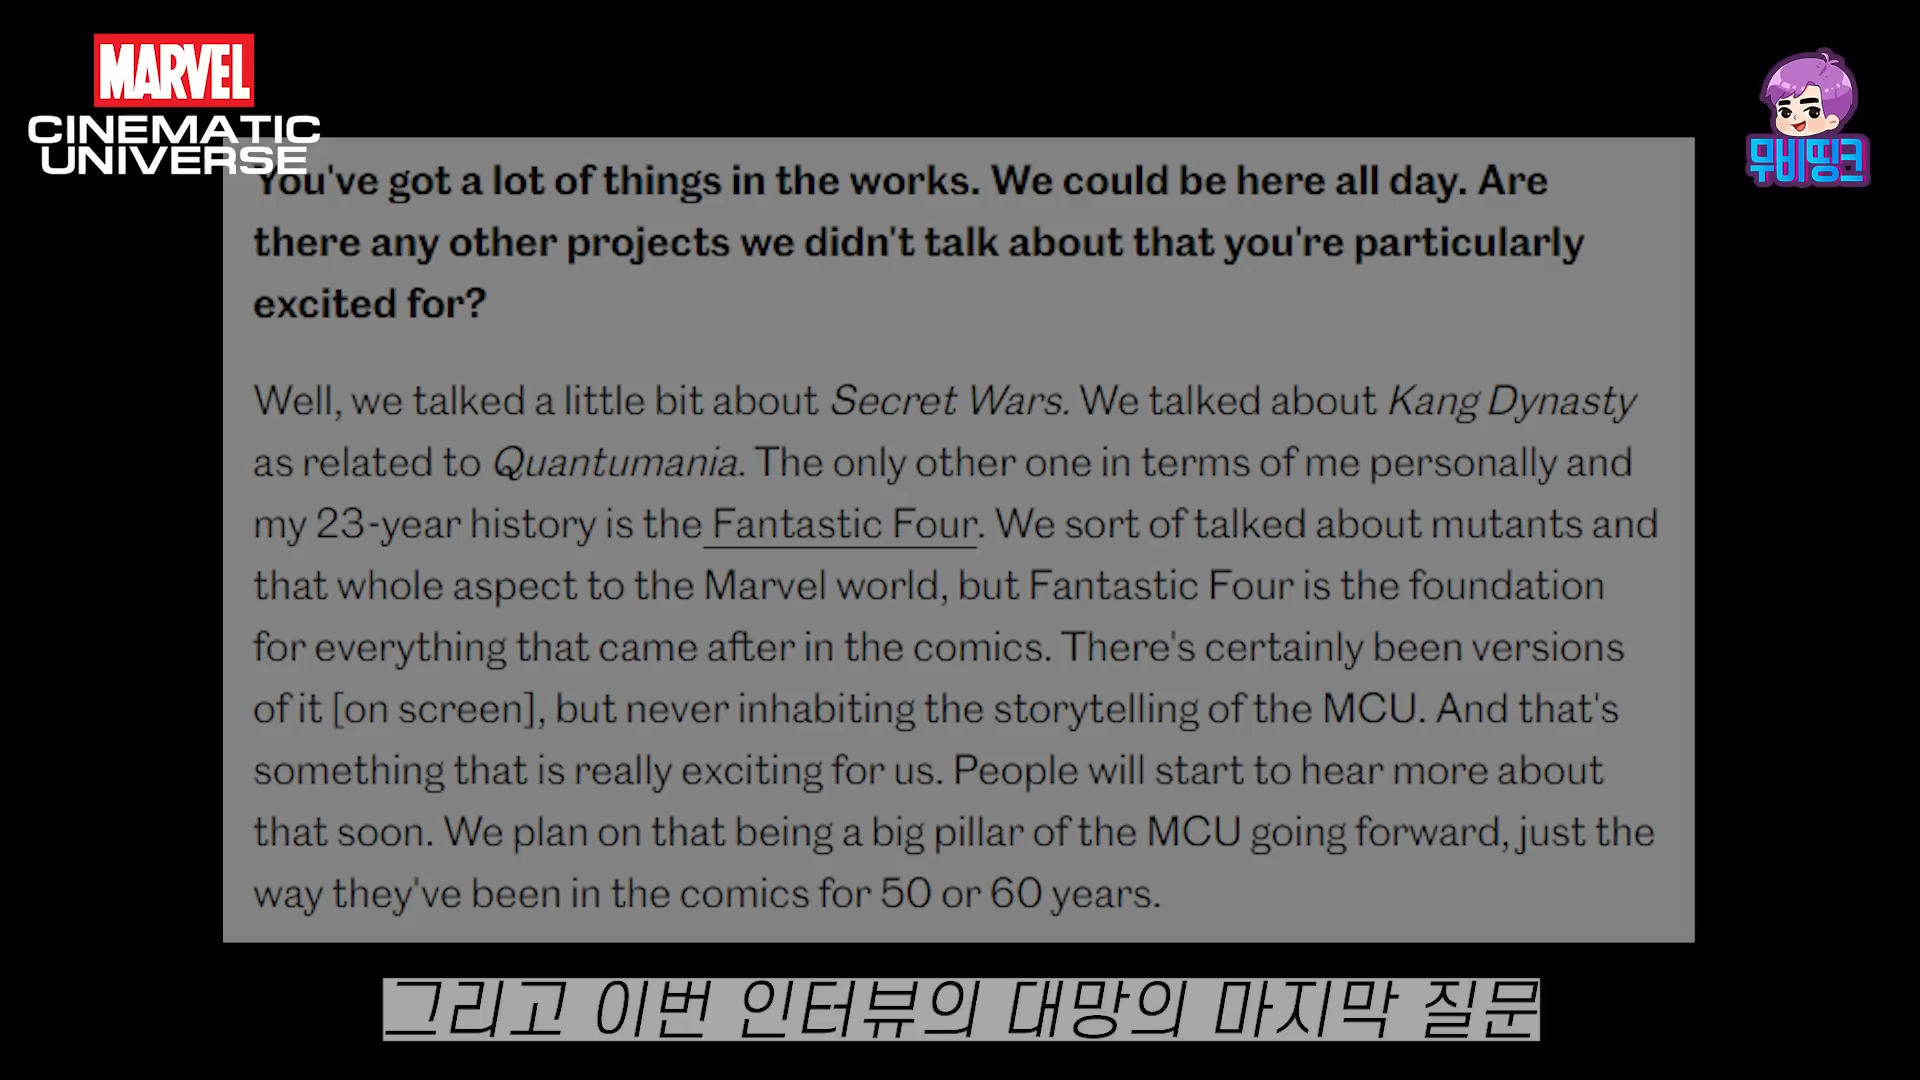 MARVEL
CINEMATIC
UNIVERSE
무비띵크
You've got a lot of things in the works. We could be here all day. Are
there any other projects we didn't talk about that you're particularly
excited for?
Well, we talked a little bit about Secret Wars. We talked about Kang Dynasty
as related to Quantumania. The only other one in terms of me personally and
my 23-year history is the Fantastic Four. We sort of talked about mutants and
that whole aspect to the Marvel world, but Fantastic Four is the foundation
for everything that came after in the comics. There's certainly been versions
of it [on screen], but never inhabiting the storytelling of the MCU. And that's
something that is really exciting for us. People will start to hear more about
that soon. We plan on that being a big pillar of the MCU going forward, just the
way they've been in the comics for 50 or 60 years.
그리고 이번 인터뷰의 대망의 마지막 질문